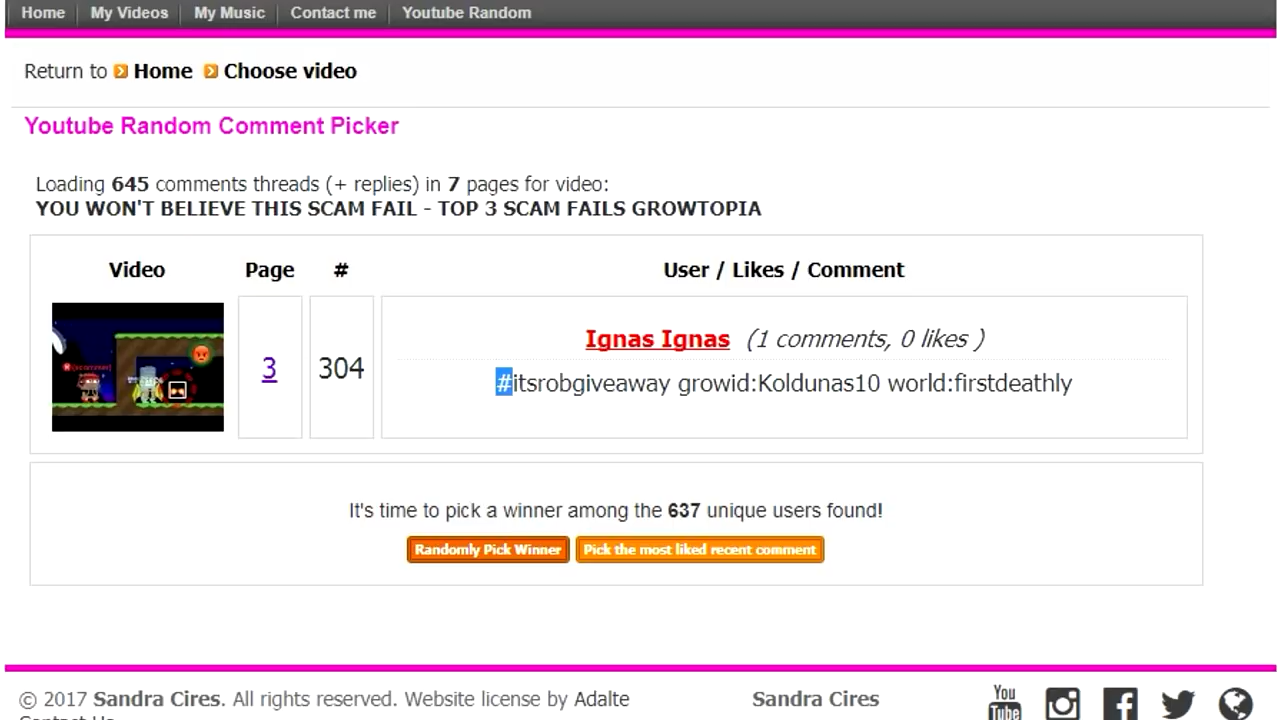 Home My Videos My Music Contact me Youtube Random
Return to Home Choose video
Youtube Random Comment Picker
Loading 645 comments threads (+ replies) in 7 pages for video:
YOU WON'T BELIEVE THIS SCAM FAIL - TOP 3 SCAM FAILS GROWTOPIA
Video Page # User / Likes / Comment
Ignas Ignas (1 comments, 0 likes )
3 304
#itsrobgiveaway growid:Koldunas10 world:firstdeathly
It's time to pick a winner among the 637 unique users found!
Randomly Pick Winner Pick the most liked recent comment
© 2017 Sandra Cires. All rights reserved. Website license by Adalte Sandra Cires You Tube
Contact Us